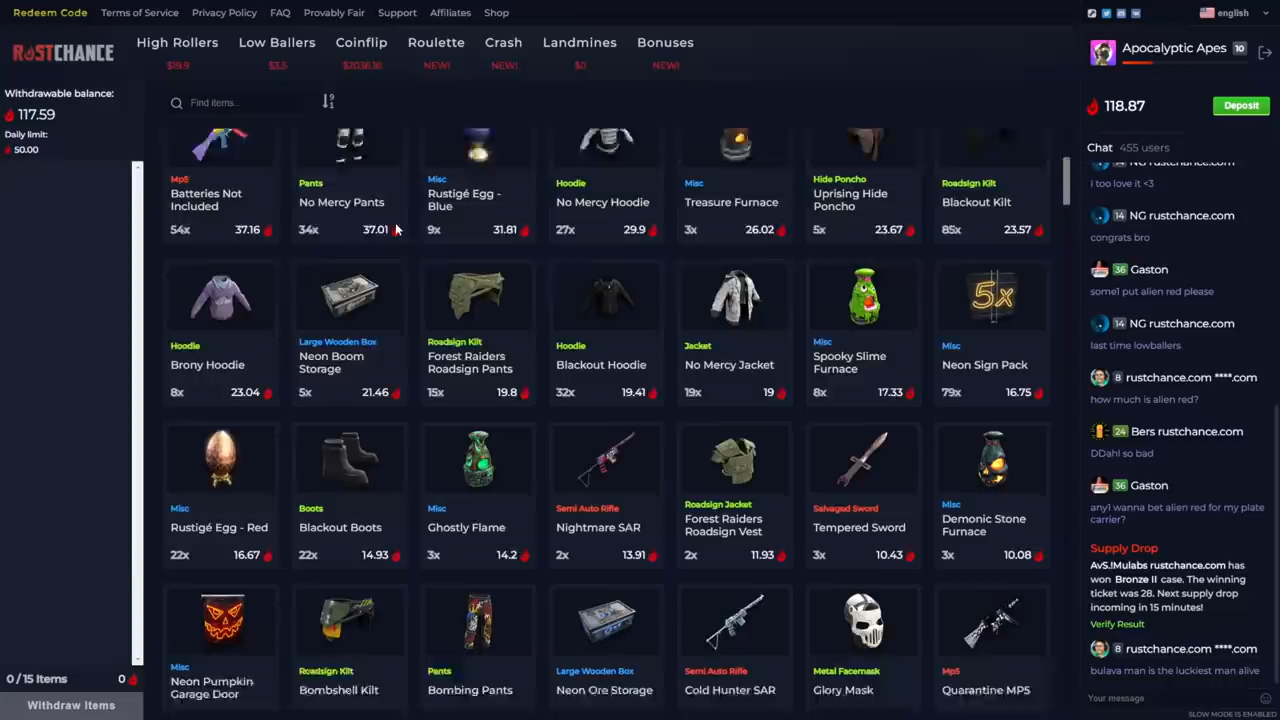 Redeem Code Terms of Service Privacy Policy FAQ Provably Fair Support Affiliates Shop
english
RUSTCHANCE
High Rollers Low Ballers Coinflip Roulette Crash Landmines Bonuses
$19.9 $3.5 $2036.16 NEW! NEW! $0 NEW!
Apocalyptic Apes 10
Withdrawable balance:
117.59
Daily limit:
50.00
Find items...
118.87
Deposit
Chat 455 users
Mp5
Batteries Not
Included
54x 37.16
Pants
No Mercy Pants
34x 37.01
Misc
Rustigé Egg -
Blue
9x 31.81
Hoodie
No Mercy Hoodie
27x 29.9
Misc
Treasure Furnace
3x 26.02
Hide Poncho
Uprising Hide
Poncho
5x 23.67
Roadsign Kilt
Blackout Kilt
85x 23.57
Hoodie
Brony Hoodie
8x 23.04
Large Wooden Box
Neon Boom
Storage
5x 21.46
Roadsign Kilt
Forest Raiders
Roadsign Pants
15x 19.8
Hoodie
Blackout Hoodie
32x 19.41
Jacket
No Mercy Jacket
19x 19
Misc
Spooky Slime
Furnace
8x 17.33
5x
Misc
Neon Sign Pack
79x 16.75
Misc
Rustigé Egg - Red
22x 16.67
Boots
Blackout Boots
22x 14.93
Misc
Ghostly Flame
3x 14.2
Semi Auto Rifle
Nightmare SAR
2x 13.91
Roadsign Jacket
Forest Raiders
Roadsign Vest
2x 11.93
Salvaged Sword
Tempered Sword
3x 10.43
Misc
Demonic Stone
Furnace
3x 10.08
Misc
Neon Pumpkin
Garage Door
Roadsign Kilt
Bombshell Kilt
Pants
Bombing Pants
Large Wooden Box
Neon Ore Storage
Semi Auto Rifle
Cold Hunter SAR
Metal Facemask
Glory Mask
Mp5
Quarantine MP5
0 / 15 Items 0
Withdraw Items
14 NG rustchance.com
i too love it <3
14 NG rustchance.com
congrats bro
36 Gaston
some1 put alien red please
14 NG rustchance.com
last time lowballers
8 rustchance.com ****.com
how much is alien red?
24 Bers rustchance.com
DDahl so bad
36 Gaston
any1 wanna bet alien red for my plate
carrier?
Supply Drop
AvS.!Mulabs rustchance.com has
won Bronze II case. The winning
ticket was 28. Next supply drop
incoming in 15 minutes!
Verify Result
8 rustchance.com ****.com
bulava man is the luckiest man alive
Your message
SLOW MODE IS ENABLED